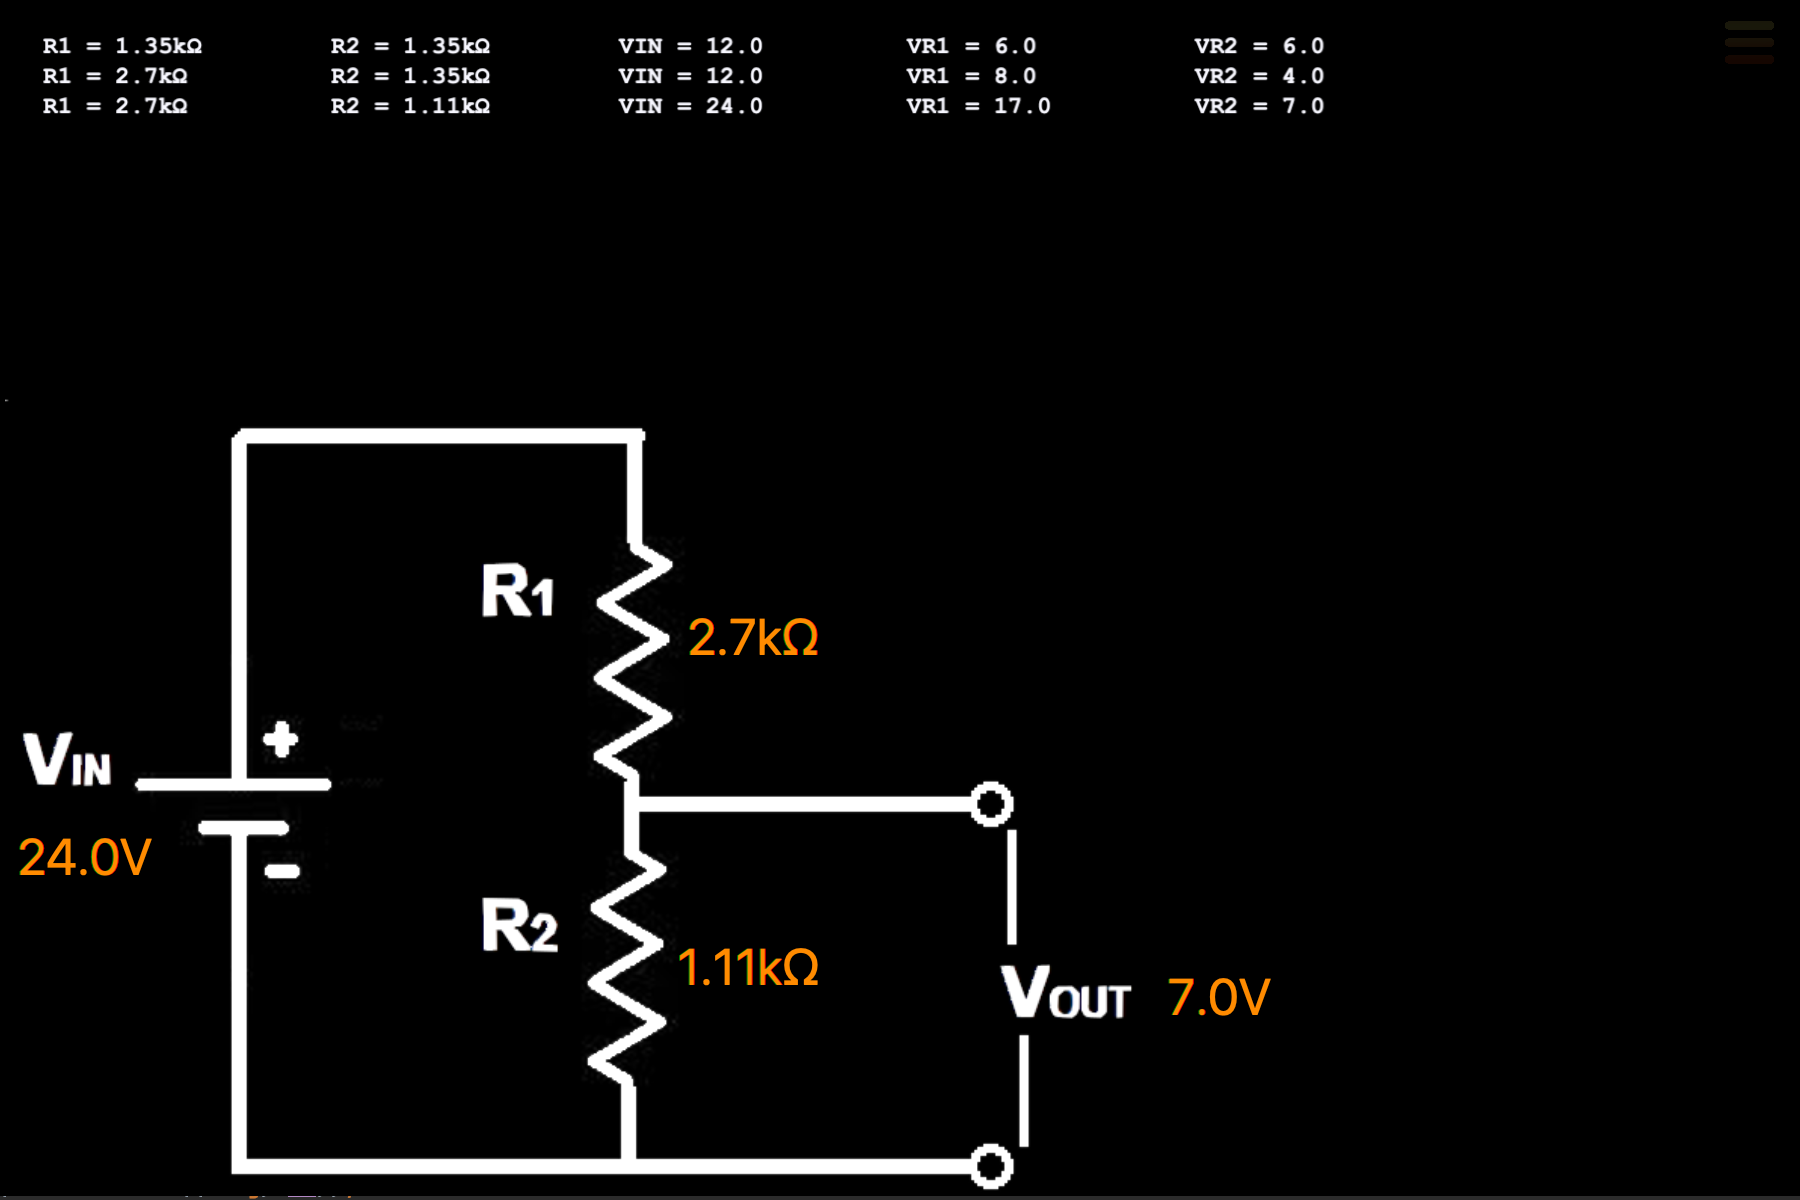 R1 = 1.35kΩ R2 = 1.35kΩ VIN = 12.0 VR1 = 6.0 VR2 = 6.0
R1 = 2.7kΩ R2 = 1.35kΩ VIN = 12.0 VR1 = 8.0 VR2 = 4.0
R1 = 2.7kΩ R2 = 1.11kΩ VIN = 24.0 VR1 = 17.0 VR2 = 7.0
R1
2.7kΩ
+
VIN
24.0V
-
R2
1.11kΩ
VOUT 7.0V